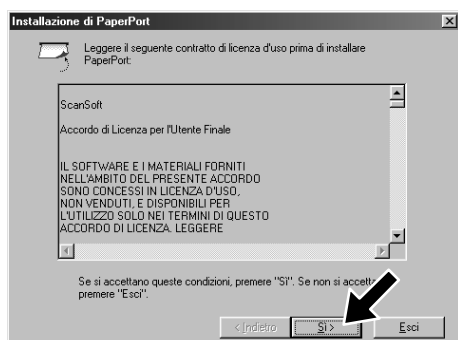 Installazione di PaperPort
Leggere il seguente contratto di licenza d'uso prima di installare
PaperPort:
ScanSoft
Accordo di Licenza per l'Utente Finale
IL SOFTWARE E I MATERIALI FORNITI
NELL'AMBITO DEL PRESENTE ACCORDO
SONO CONCESSI IN LICENZA D'USO,
NON VENDUTI, E DISPONIBILI PER
L'UTILIZZO SOLO NEI TERMINI DI QUESTO
ACCORDO DI LICENZA. LEGGERE
Se si accettano queste condizioni, premere "Sì". Se non si
premere "Esci".
< Indietro
Sì >
Esci